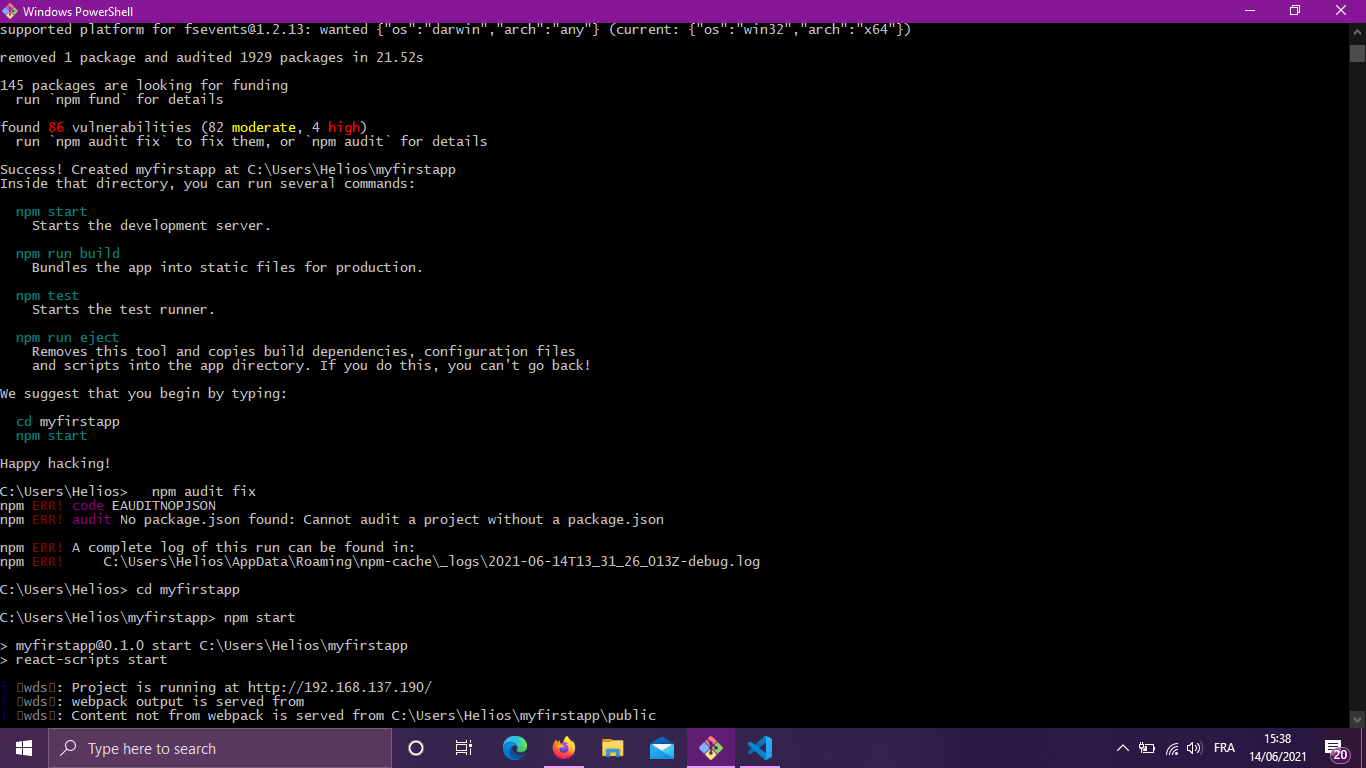 Windows PowerShell
supported platform for fsevents@1.2.13: wanted {"os":"darwin","arch":"any"} (current: {"os":"win32","arch":"x64"})
removed 1 package and audited 1929 packages in 21.52s
145 packages are looking for funding
run `npm fund` for details
found 86 vulnerabilities (82 moderate, 4 high)
run `npm audit fix` to fix them, or `npm audit` for details
Success! Created myfirstapp at C:\Users\Helios\myfirstapp
Inside that directory, you can run several commands:
npm start
Starts the development server.
npm run build
Bundles the app into static files for production.
npm test
Starts the test runner.
npm run eject
Removes this tool and copies build dependencies, configuration files
and scripts into the app directory. If you do this, you can’t go back!
We suggest that you begin by typing:
cd myfirstapp
npm start
Happy hacking!
C:\Users\Helios>   npm audit fix
npm ERR! code EAUDITNOPJSON
npm ERR! audit No package.json found: Cannot audit a project without a package.json
npm ERR! A complete log of this run can be found in:
npm ERR!     C:\Users\Helios\AppData\Roaming\npm-cache\_logs\2021-06-14T13_31_26_013Z-debug.log
C:\Users\Helios> cd myfirstapp
C:\Users\Helios\myfirstapp> npm start
> myfirstapp@0.1.0 start C:\Users\Helios\myfirstapp
> react-scripts start
i ｢wds｣: Project is running at http://192.168.137.190/
i ｢wds｣: webpack output is served from
i ｢wds｣: Content not from webpack is served from C:\Users\Helios\myfirstapp\public
Type here to search
FRA
15:38
14/06/2021
20